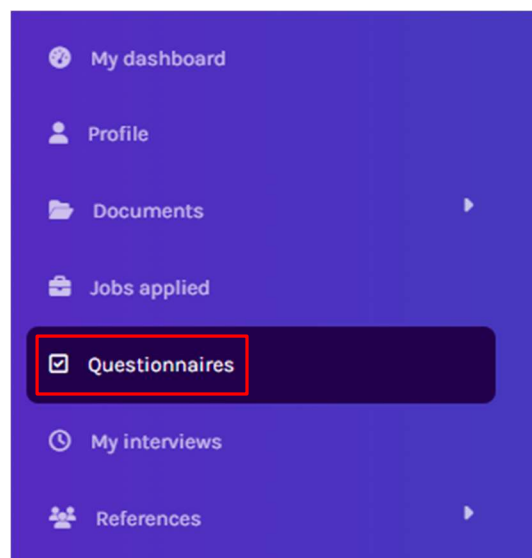 My dashboard
Profile
Documents
Jobs applied
Questionnaires
My interviews
References